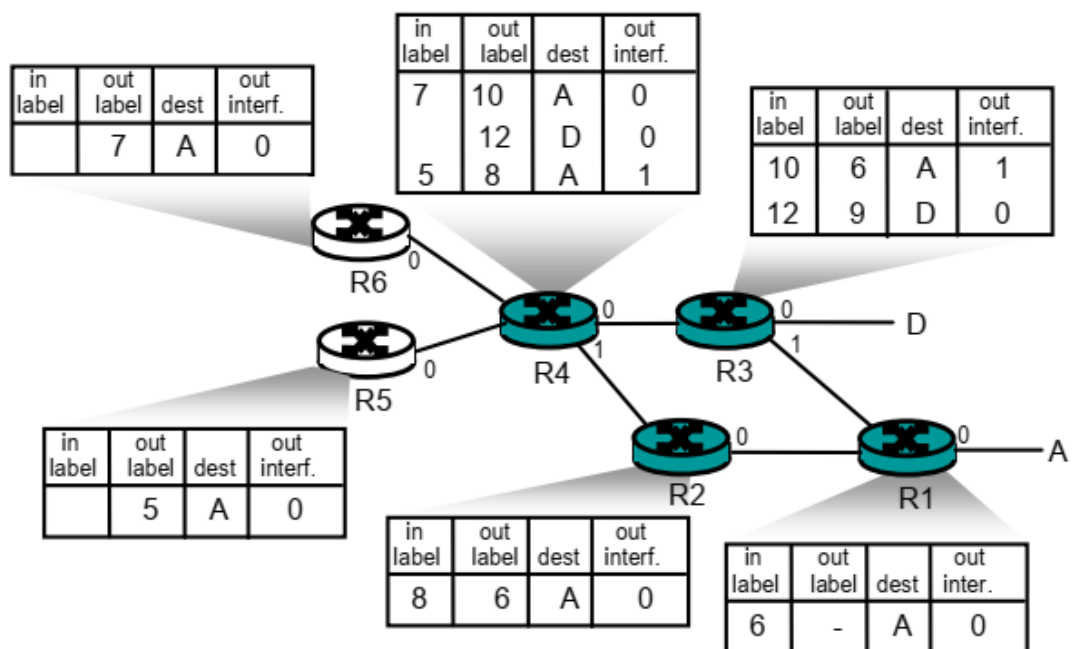 in out out
label label dest interf.
7 10 A 0
12 D 0
5 8 A 1
in out out
label label dest interf.
7 A 0
in out out
label label dest interf.
10 6 A 1
12 9 D 0
0
R6
0
R4
0
1
R3
0
1
D
R5
0
R2
0
R1
0
A
in out out
label label dest interf.
5 A 0
in out out
label label dest interf.
8 6 A 0
in out out
label label dest inter.
6 - A 0